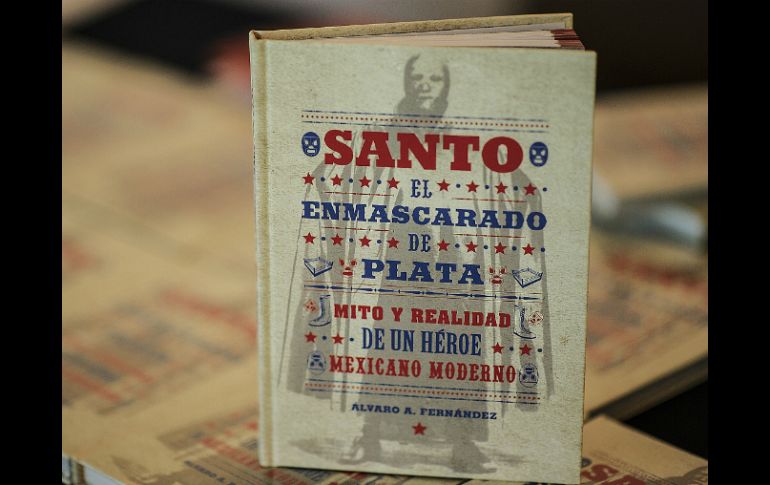 SANTO
EL
ENMASCARADO
DE
PLATA
MITO Y REALIDAD
DE UN HÉROE
MEXICANO MODERNO
ALVARO A. FERNÁNDEZ